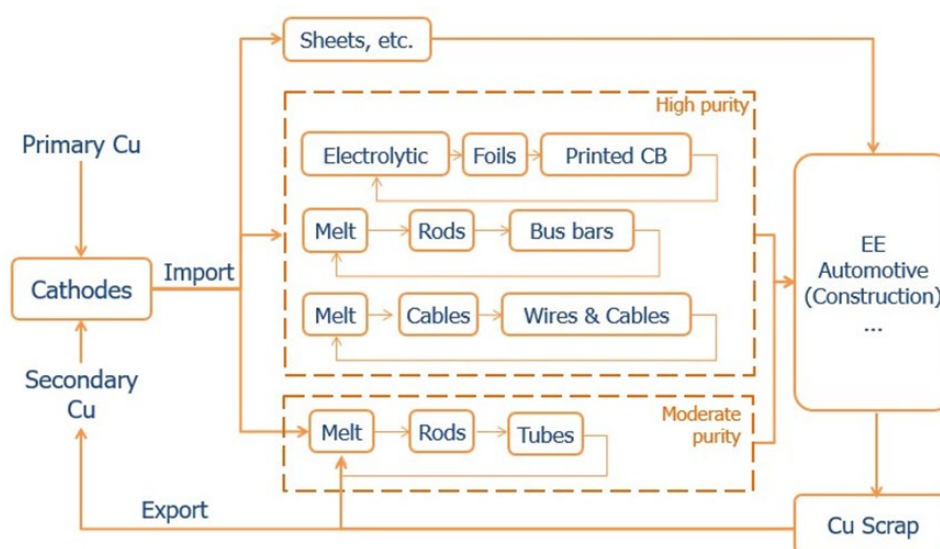 Sheets, etc.
High purity
Primary Cu
Electrolytic
Foils
Printed CB
Melt
Rods
Bus bars
Import
Cathodes
EE
Automotive
(Construction)
...
Melt
Cables
Wires & Cables
Secondary
Cu
Moderate
purity
Melt
Rods
Tubes
Export
Cu Scrap